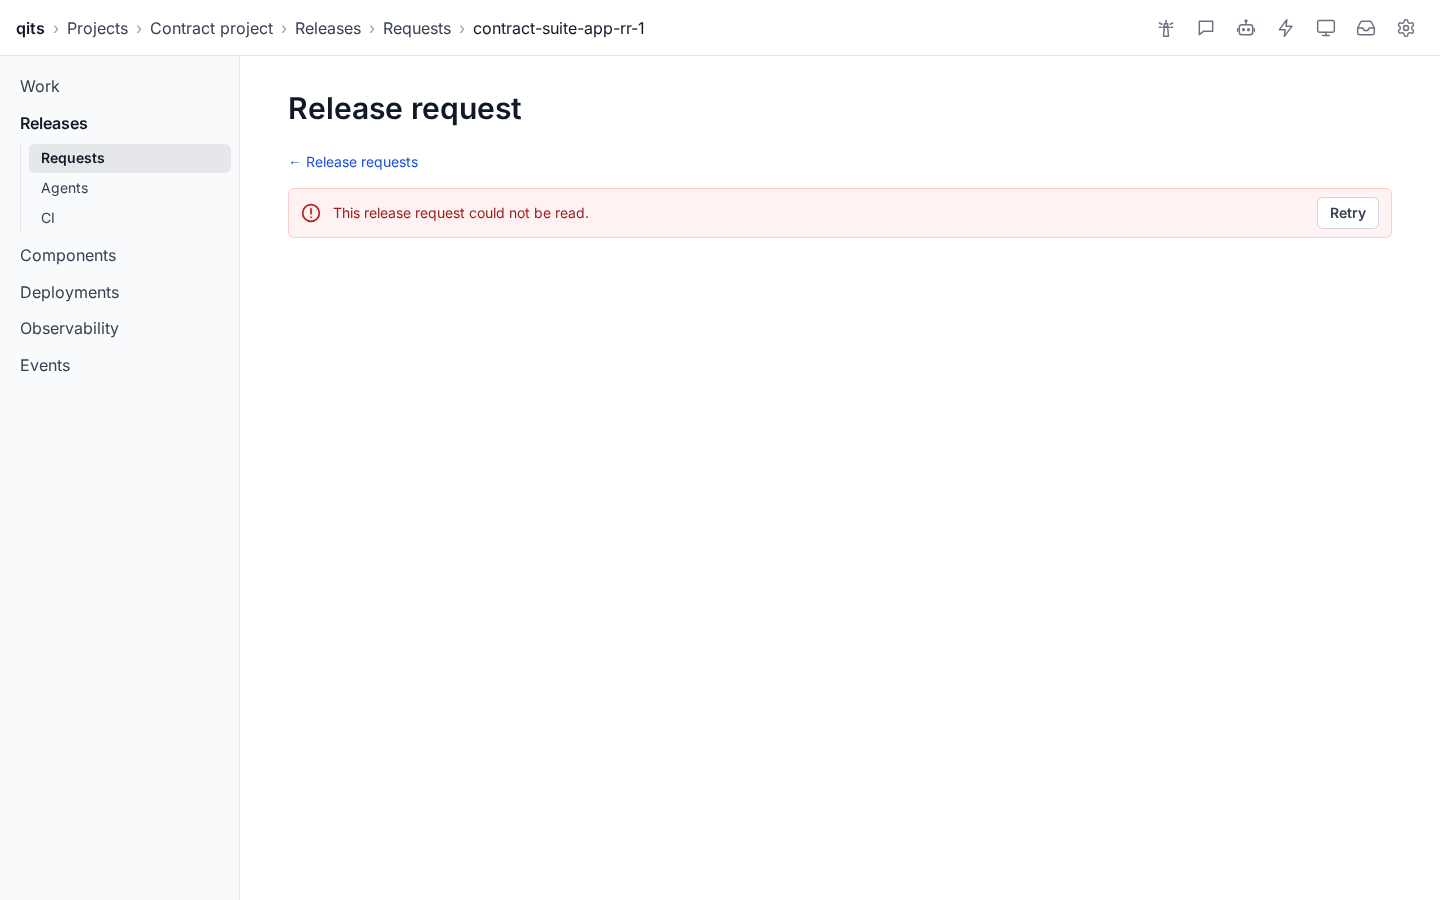 qits › Projects › Contract project › Releases › Requests › contract-suite-app-rr-1
Work
Releases
Requests
Agents
CI
Components
Deployments
Observability
Events
Release request
← Release requests
This release request could not be read.
Retry